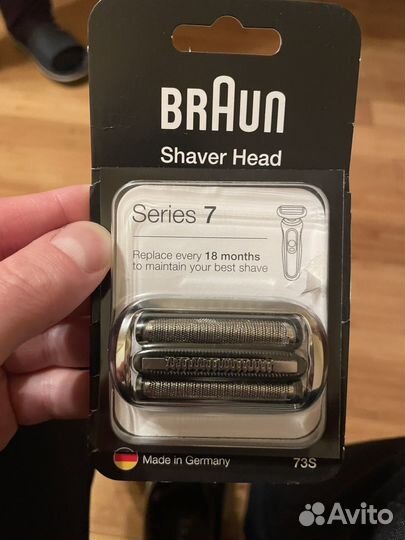 BRAUN
Shaver Head
Series 7
Replace every 18 months
to maintain your best shave
Made in Germany
73S
Avito